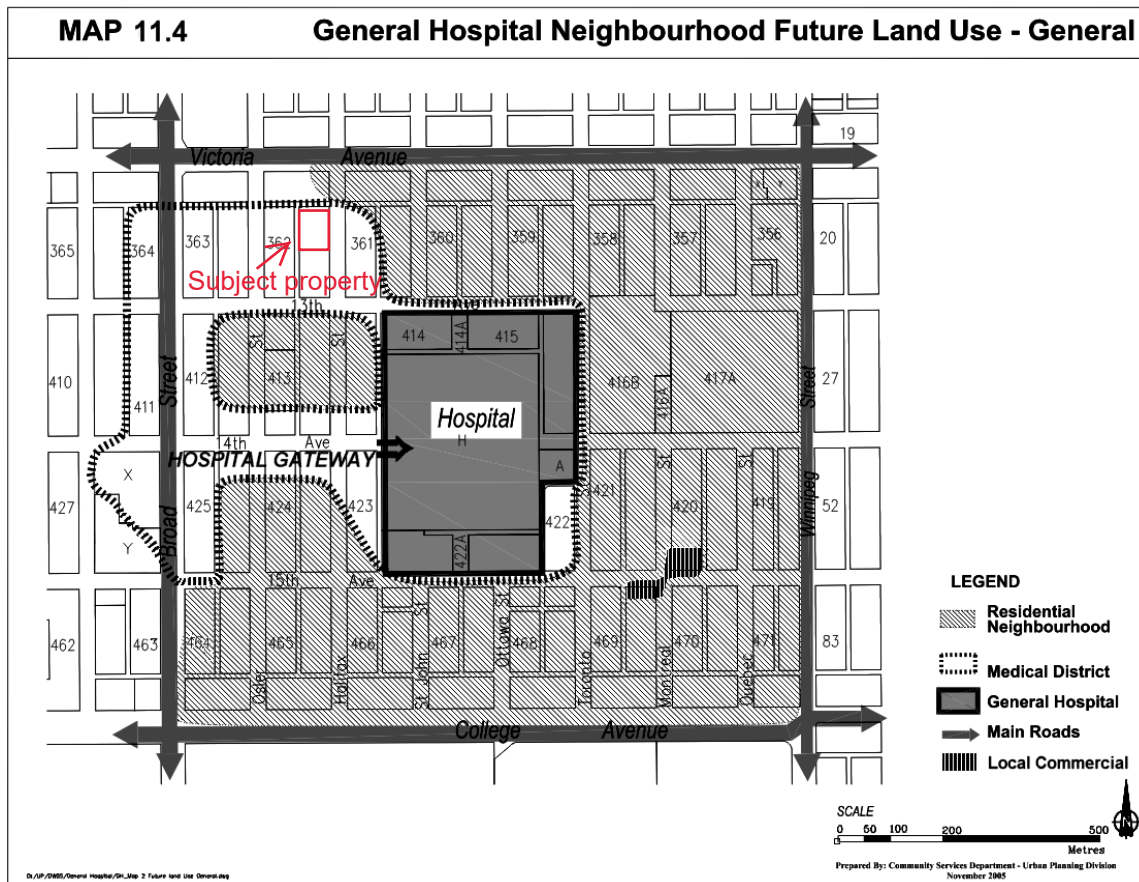 MAP 11.4 General Hospital Neighbourhood Future Land Use - General
19
Victoria Avenue
365 364 363 362 361 360 359 358 357 356 20
X Y
Subject property
13th Ave
St St
414 414A 415
410 411 412 413 416B 416A 417A 27
Street Street
Hospital
H
14th Ave
HOSPITAL GATEWAY
A
X
Y
427 425 424 423 422 421 420 419 52
St St
Broad Winnipeg
422A
15th Ave
462 463 464 465 466 467 468 469 470 471 83
Osler Halfax St John St Ottawa St Toronto Montreal Quebec
College Avenue
LEGEND
Residential
Neighbourhood
Medical District
General Hospital
Main Roads
Local Commercial
SCALE
0 50 100 200 500
Metres
Prepared By: Community Services Department - Urban Planning Division
November 2005